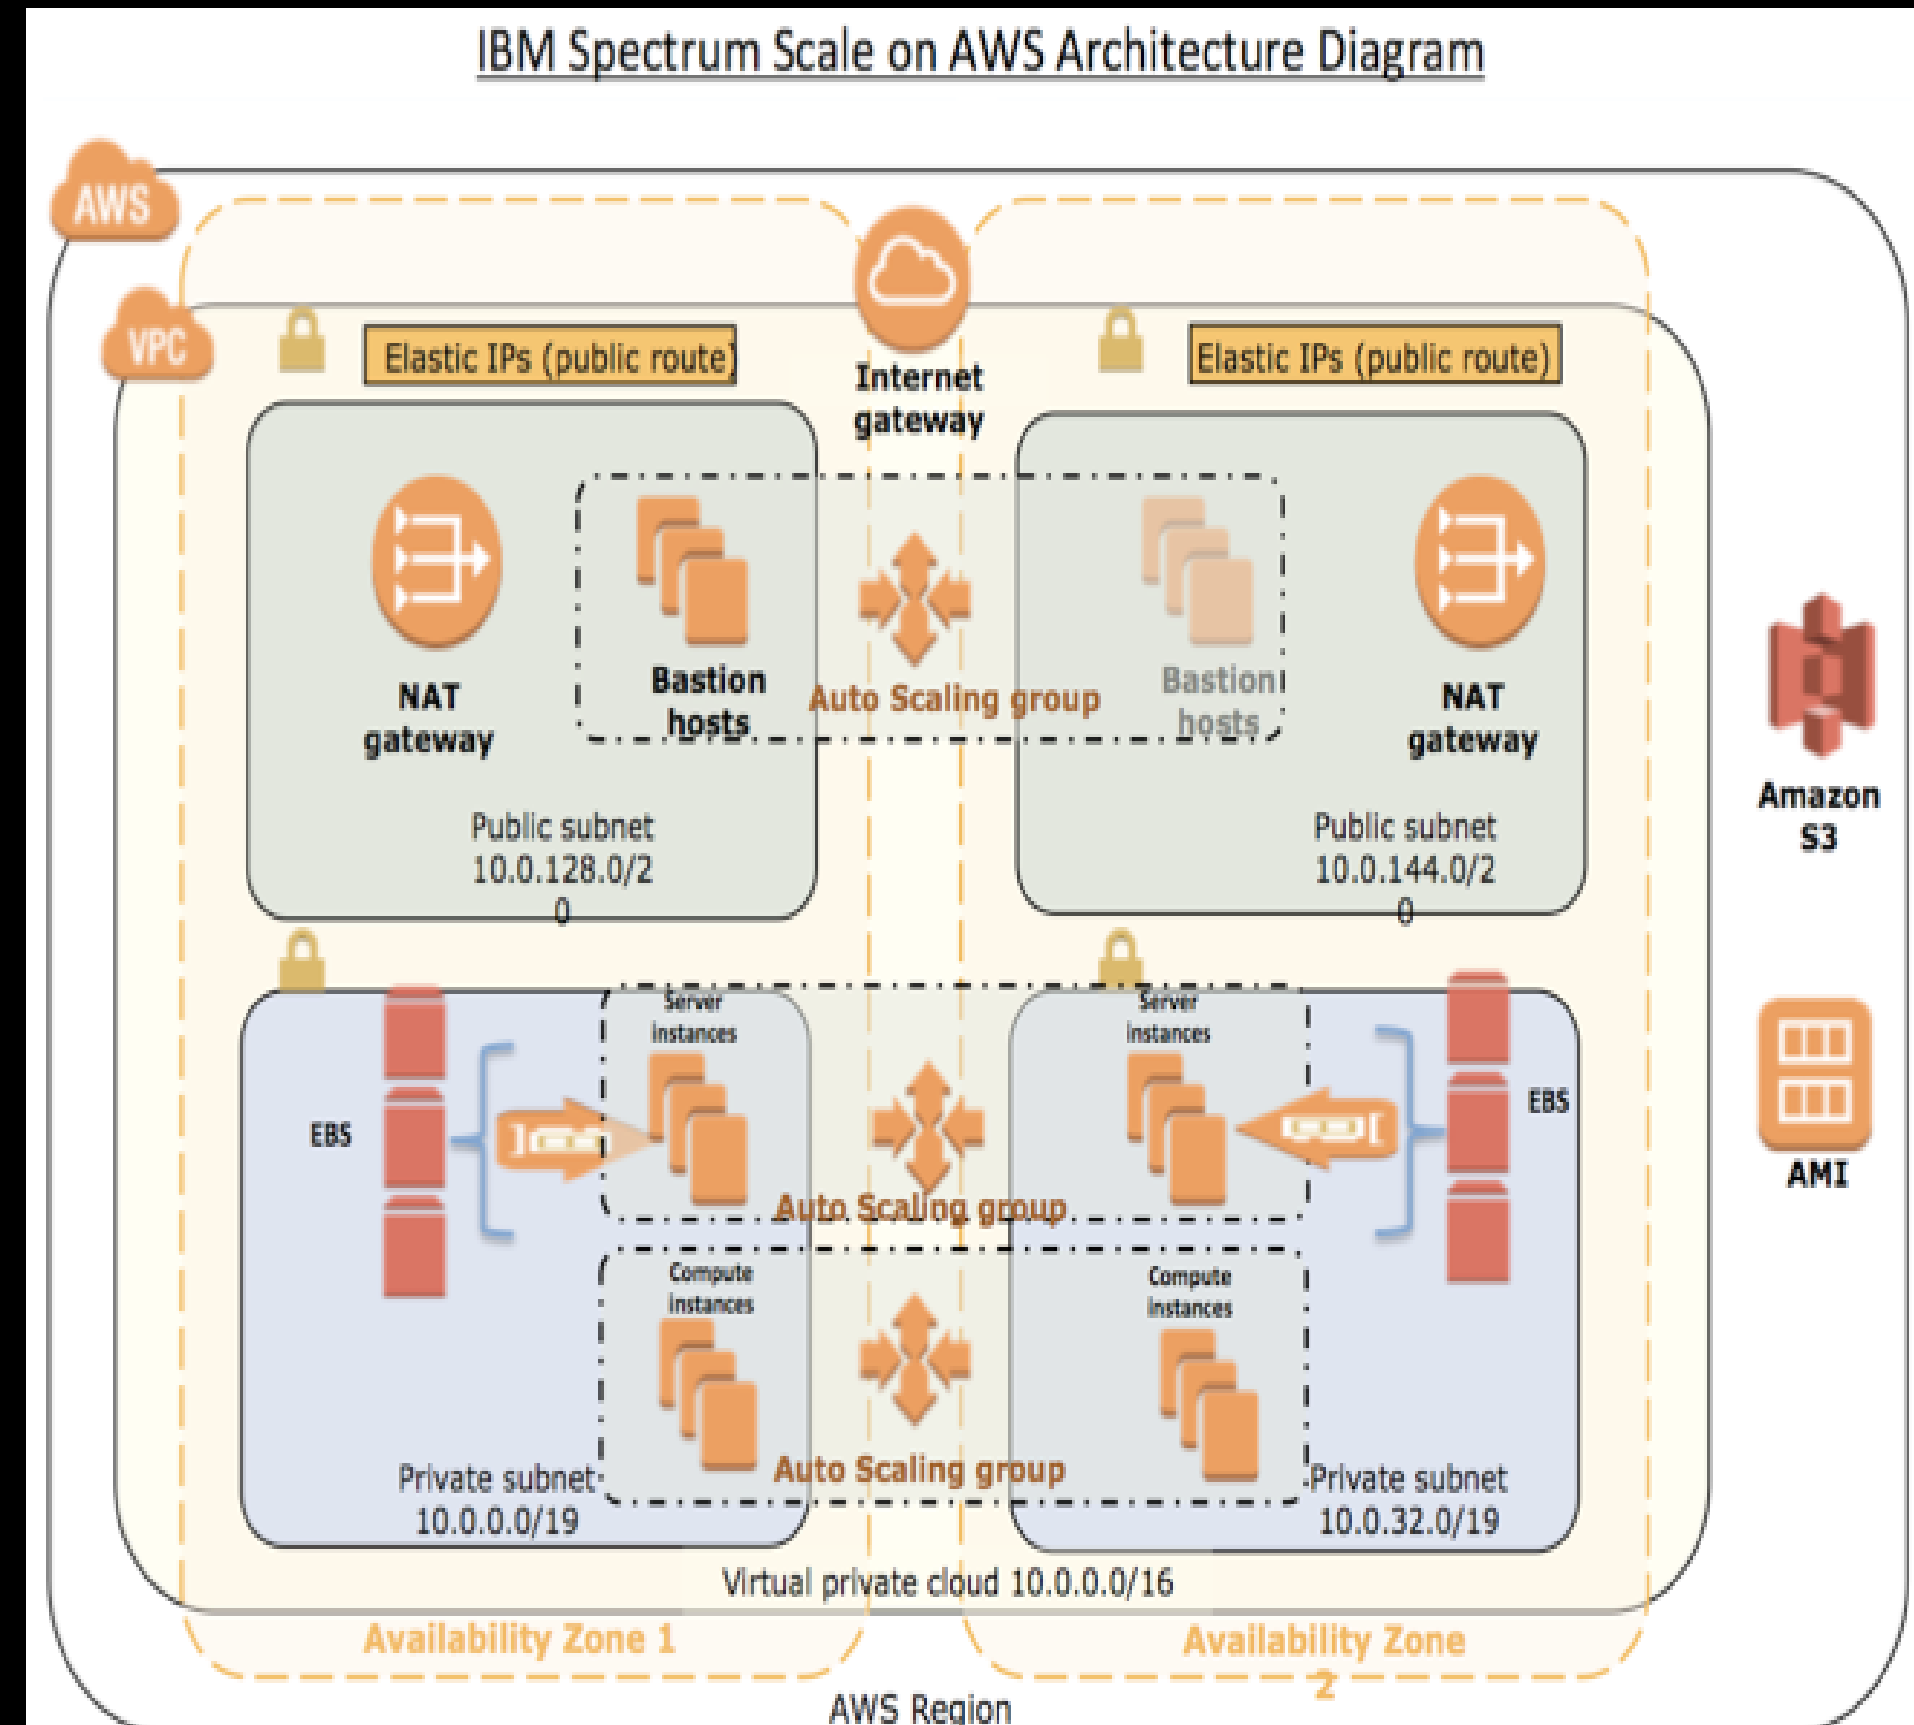 IBM Spectrum Scale on AWS Architecture Diagram
AWS
VPC
Elastic IPs (public route)
Internet
gateway
Elastic IPs (public route)
NAT
gateway
Bastion
hosts
Auto Scaling group
Bastion
hosts
NAT
gateway
Public subnet
10.0.128.0/2
0
Public subnet
10.0.144.0/2
0
Amazon
S3
EBS
Server
instances
Auto Scaling group
Server
instances
EBS
AMI
Compute
instances
Auto Scaling group
Compute
instances
Private subnet
10.0.0.0/19
Private subnet
10.0.32.0/19
Virtual private cloud 10.0.0.0/16
Availability Zone 1
Availability Zone
2
AWS Region